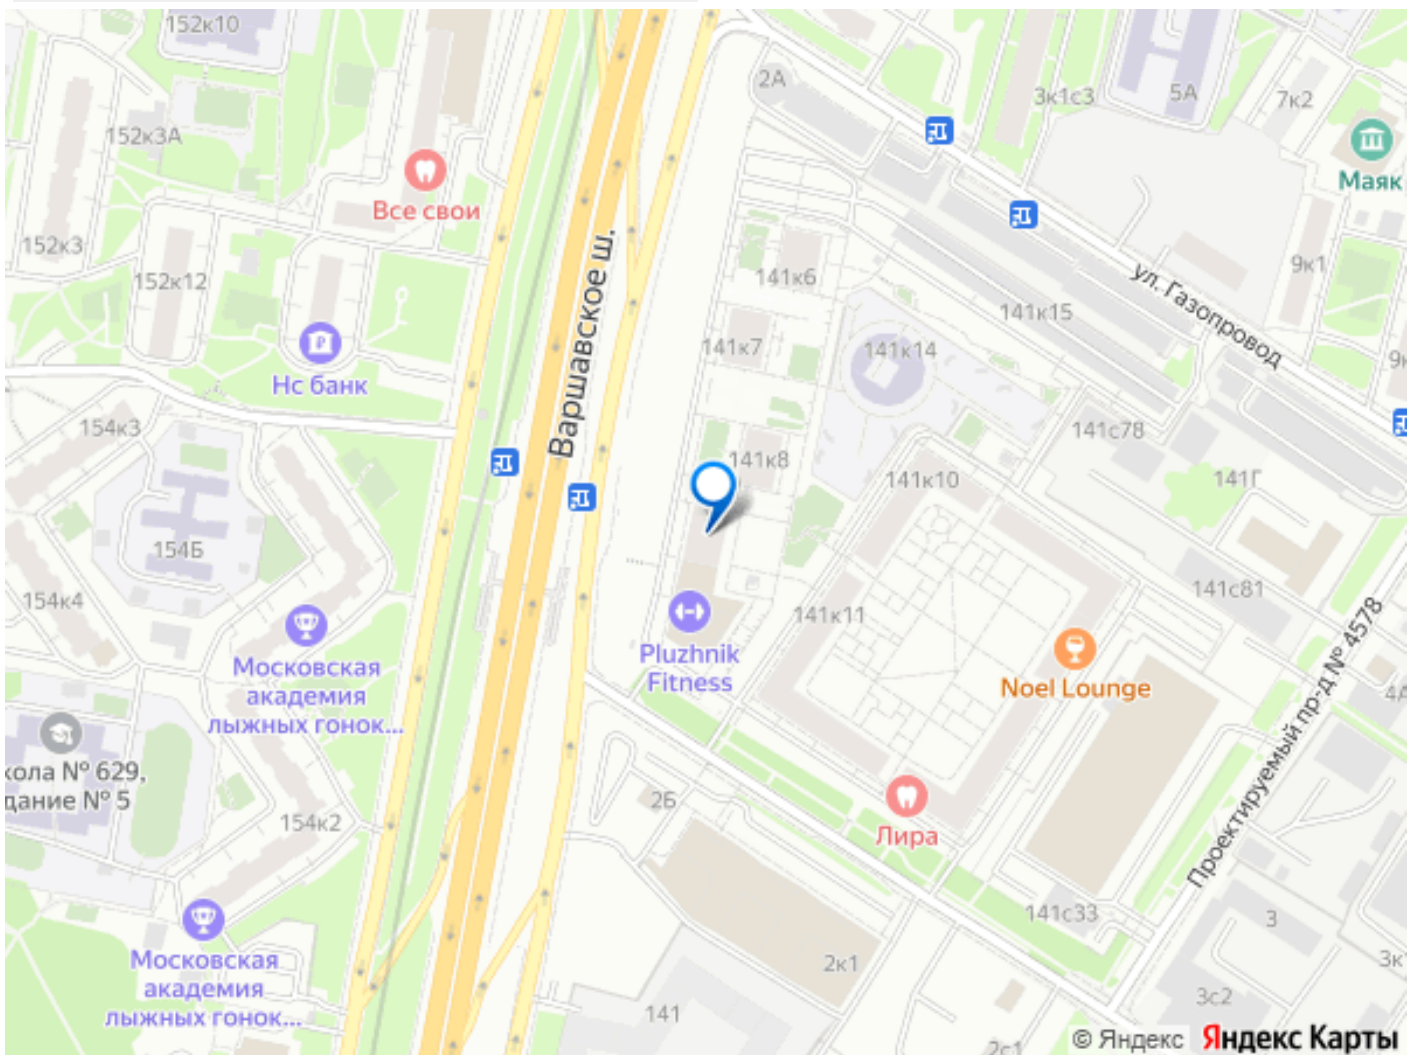 152к10
2А
3к1с3
5А
7к2
152к3А
Все свои
Маяк
152к3
152к12
Варшавское ш.
141к6
9к1
ул. Газопровод
141к15
141к7
141к14
Нс банк
154к3
141с78
141к8
141к10
141Г
154Б
154к4
141с81
141к11
Pluzhnik
Fitness
Московская
академия
лыжных гонок...
Noel Lounge
Проектируемый пр-д № 4578
4А
кола № 629,
дание № 5
154к2
2Б
Лира
141с33
3
Московская
академия
лыжных гонок...
2к1
3с2
141
2с1
© Яндекс Яндекс Карты